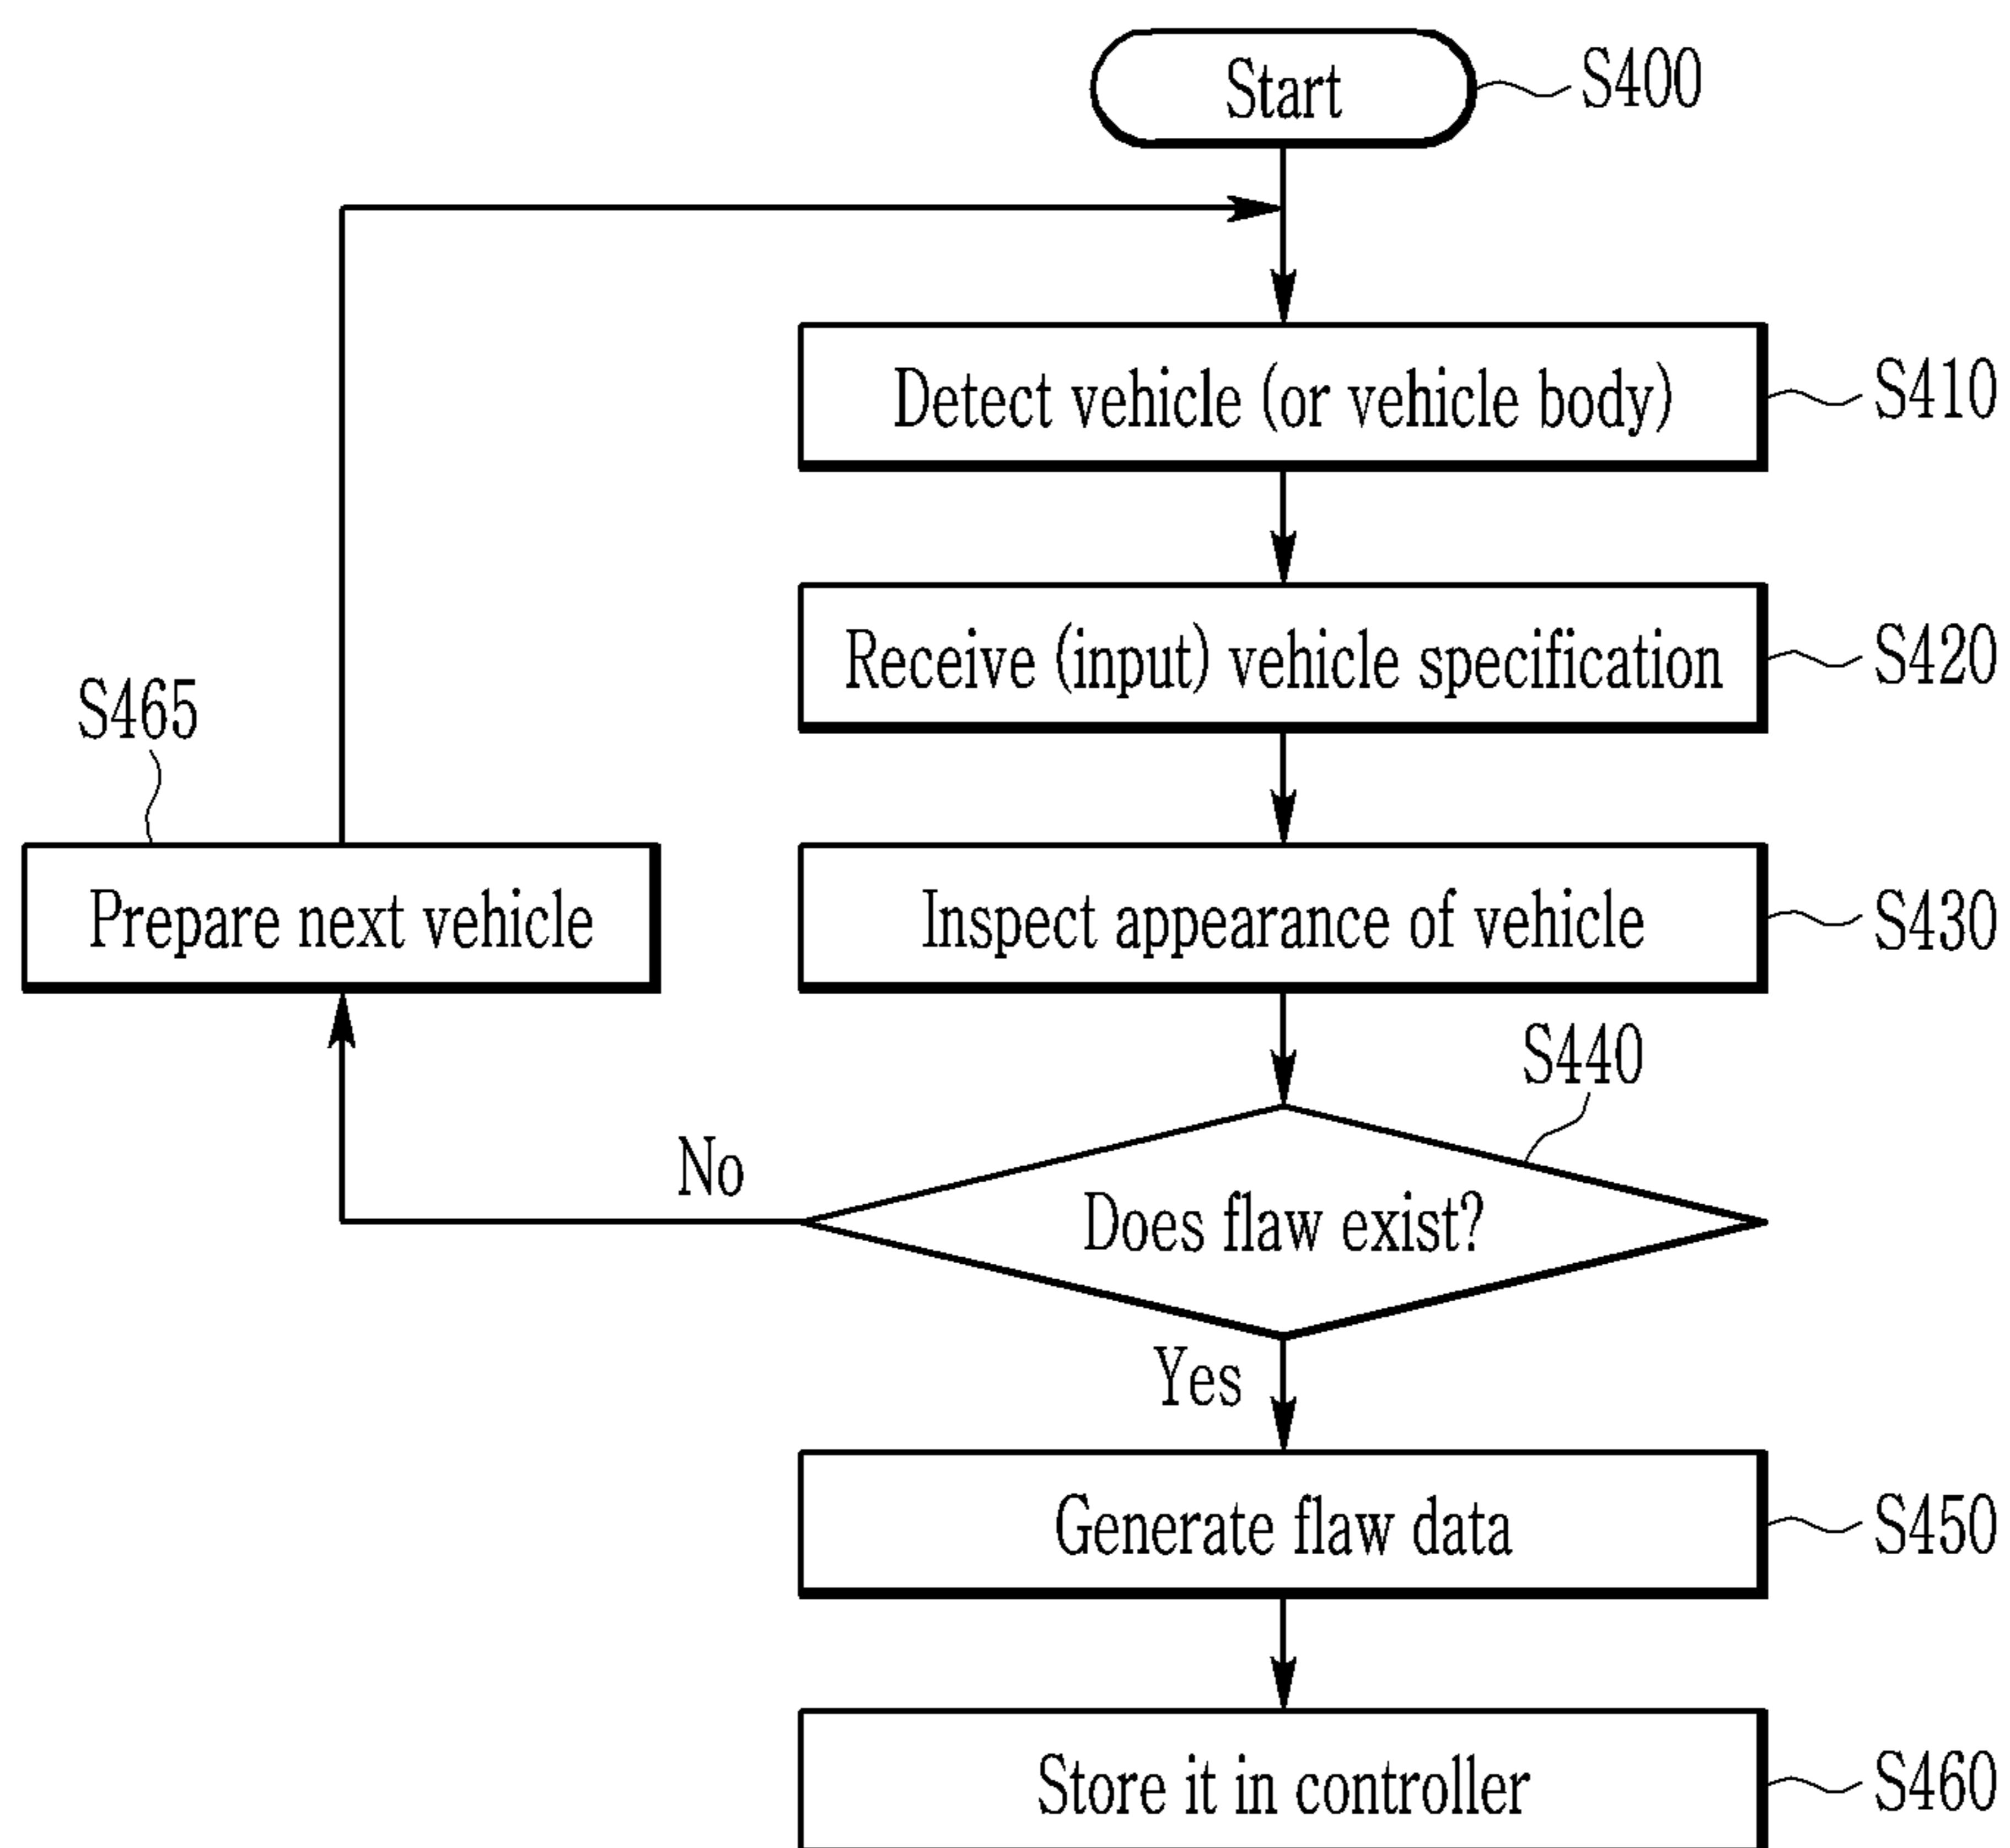 Start
S400
Detect vehicle (or vehicle body)
S410
Receive (input) vehicle specification
S420
S465
Prepare next vehicle
Inspect appearance of vehicle
S430
S440
No
Does flaw exist?
Yes
Generate flaw data
S450
Store it in controller
S460